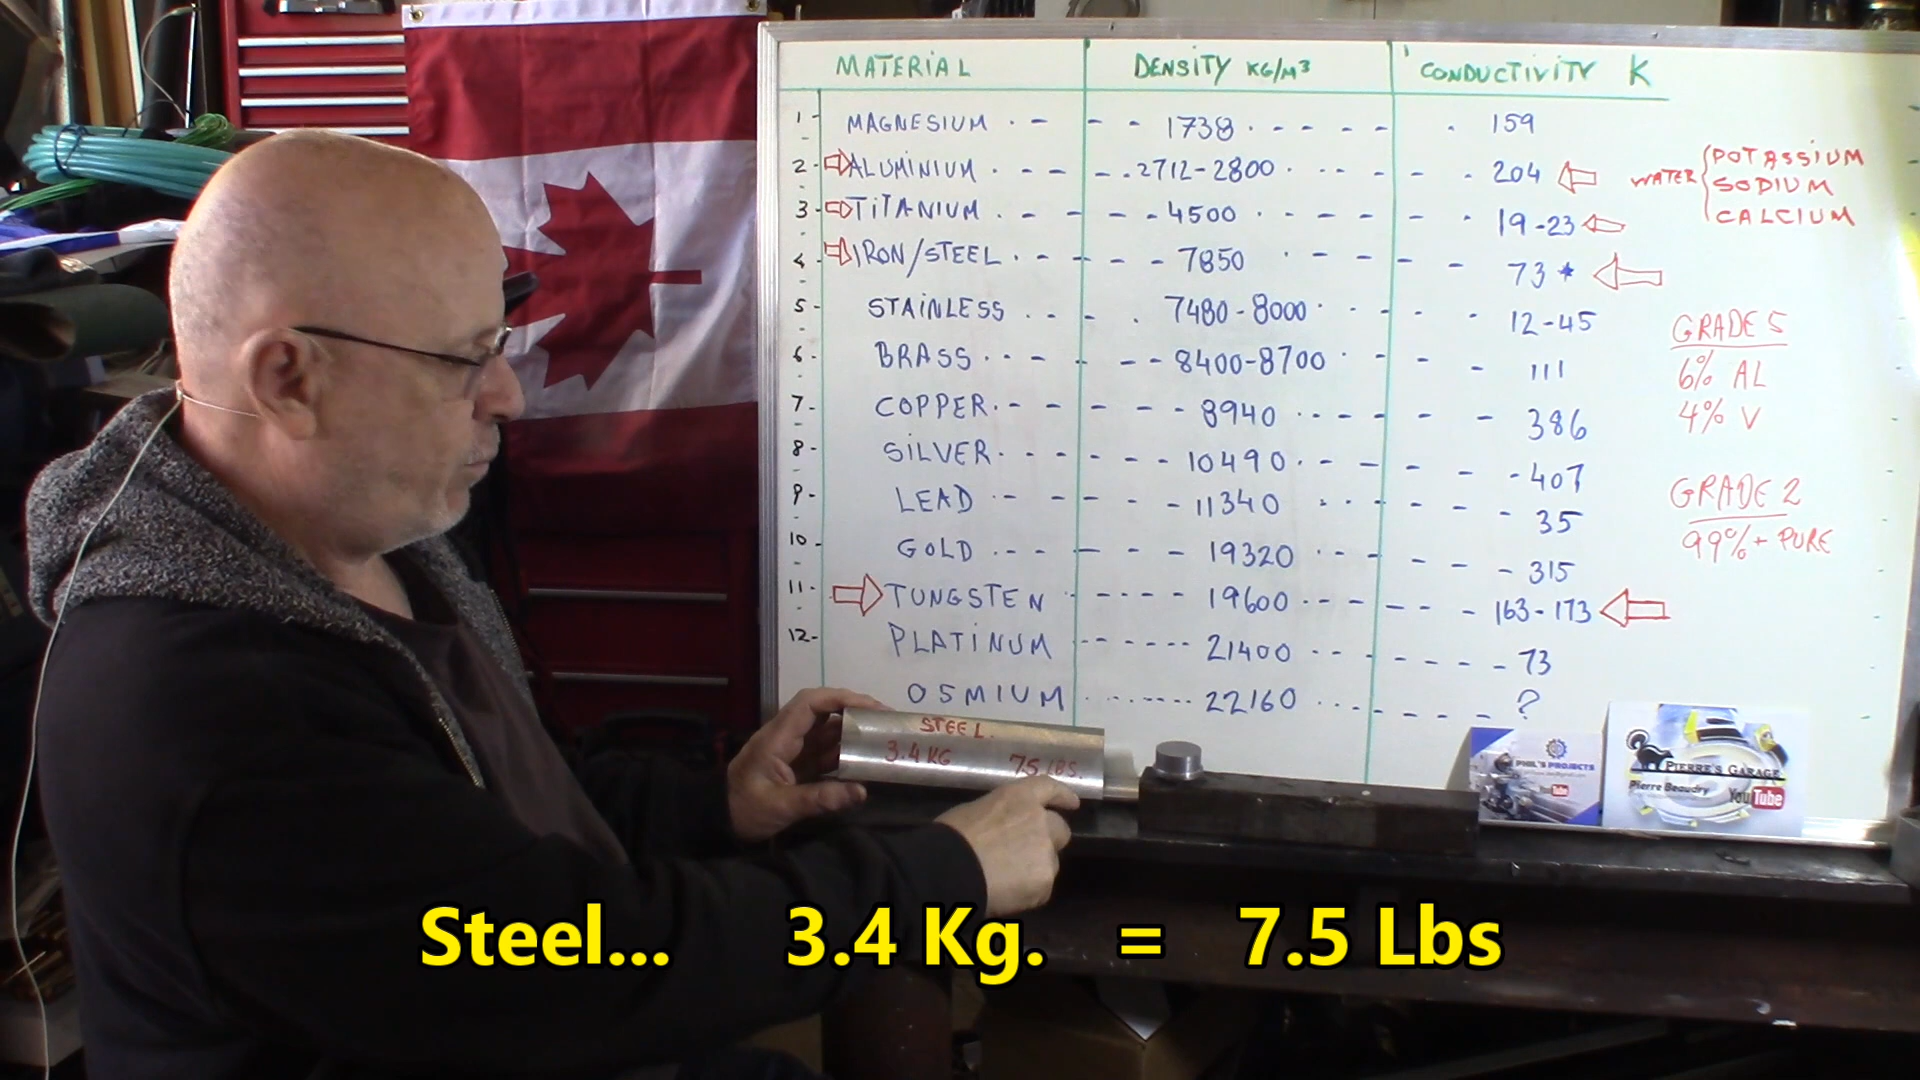 MATERIAL DENSITY KG/M³ CONDUCTIVITY K
1- MAGNESIUM 1738 159
2- ALUMINIUM 2712-2800 204
3- TITANIUM 4500 19-23
4- IRON/STEEL 7850 73*
5- STAINLESS 7480-8000 12-45
6- BRASS 8400-8700 111
7- COPPER 8940 386
8- SILVER 10490 407
9- LEAD 11340 35
10- GOLD 19320 315
11- TUNGSTEN 19600 163-173
12- PLATINUM 21400 73
OSMIUM 22160 ?
WATER
POTASSIUM
SODIUM
CALCIUM
GRADE 5
6% AL
4% V
GRADE 2
99%+ PURE
STEEL.
3.4 KG 7.5 LBS.
PHIL'S PROJECTS
YouTube
PIERRE'S GARAGE
Pierre Beaudry YouTube
Steel... 3.4 Kg. = 7.5 Lbs